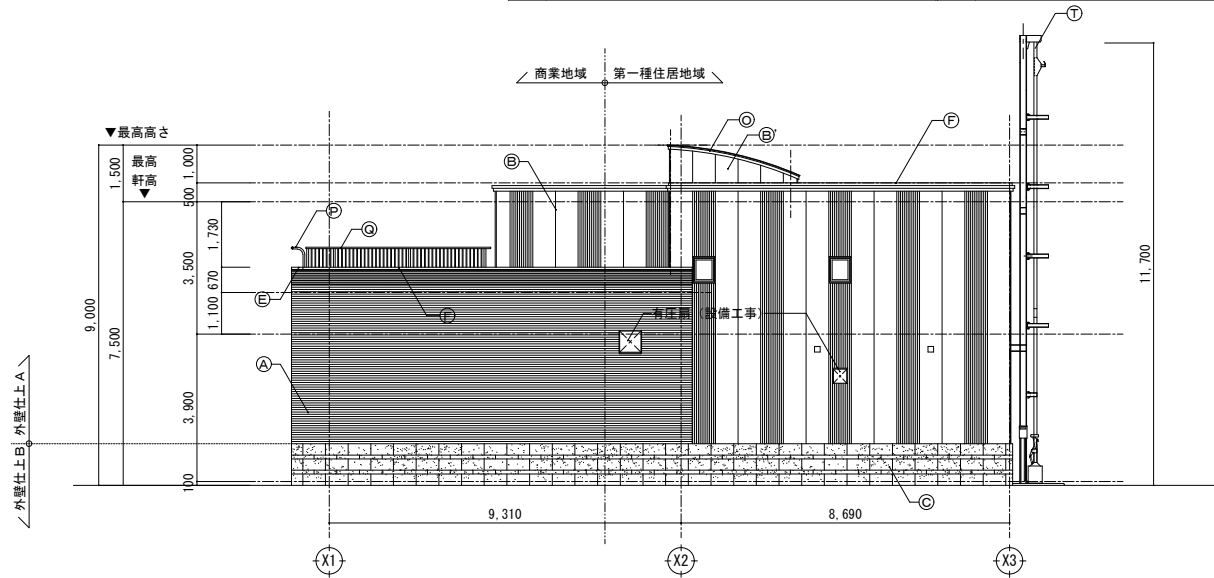 T
商業地域
第一種住居地域
▼最高高さ
O
F
B'
B
1,000
1,500
最高
軒高
▼
500
P
Q
1,730
3,500
11,700
670
E
F
1,100
9,000
7,500
有圧扇 (設備工事)
A
外壁仕上A
3,900
外壁仕上B
100
C
9,310
8,690
X1
X2
X3